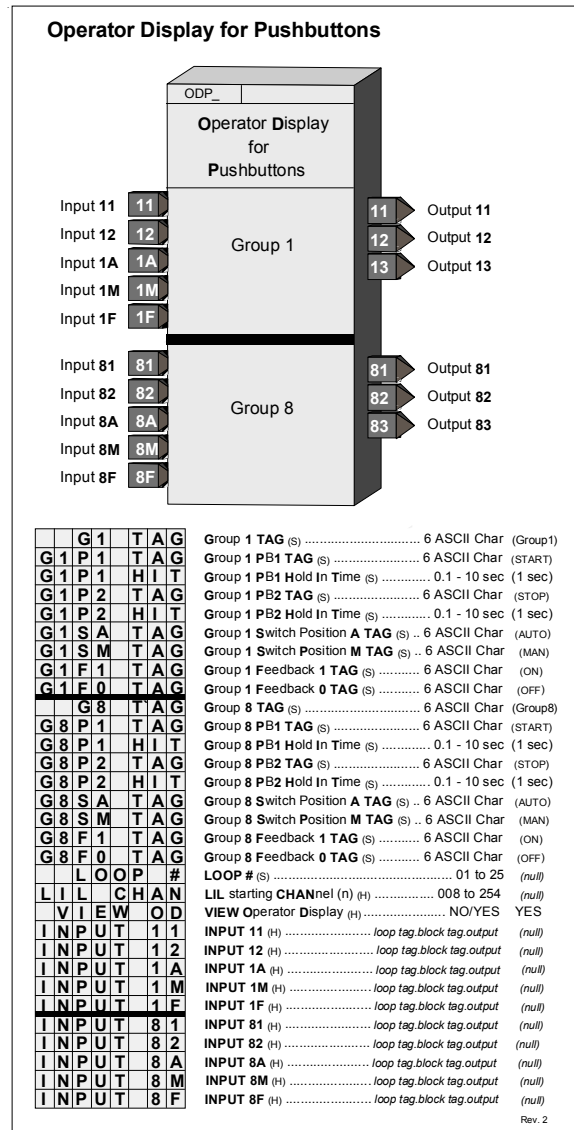 Operator Display for Pushbuttons
ODP_
Operator Display
for
Pushbuttons
Input 11 11
Input 12 12
Input 1A 1A
Input 1M 1M
Input 1F 1F
Group 1
11 Output 11
12 Output 12
13 Output 13
Input 81 81
Input 82 82
Input 8A 8A
Input 8M 8M
Input 8F 8F
Group 8
81 Output 81
82 Output 82
83 Output 83
G1 TAG Group 1 TAG (S) ............................... 6 ASCII Char (Group1)
G1P1 TAG Group 1 PB1 TAG (S) ....................... 6 ASCII Char (START)
G1P1 HIT Group 1 PB1 Hold In Time (S) ............. 0.1 - 10 sec (1 sec)
G1P2 TAG Group 1 PB2 TAG (S) ....................... 6 ASCII Char (STOP)
G1P2 HIT Group 1 PB2 Hold In Time (S) ............. 0.1 - 10 sec (1 sec)
G1SA TAG Group 1 Switch Position A TAG (S) .. 6 ASCII Char (AUTO)
G1SM TAG Group 1 Switch Position M TAG (S) .. 6 ASCII Char (MAN)
G1F1 TAG Group 1 Feedback 1 TAG (S) ............. 6 ASCII Char (ON)
G1F0 TAG Group 1 Feedback 0 TAG (S) ............. 6 ASCII Char (OFF)
G8 TAG Group 8 TAG (S) ............................... 6 ASCII Char (Group8)
G8P1 TAG Group 8 PB1 TAG (S) ....................... 6 ASCII Char (START)
G8P1 HIT Group 8 PB1 Hold In Time (S) ............. 0.1 - 10 sec (1 sec)
G8P2 TAG Group 8 PB2 TAG (S) ....................... 6 ASCII Char (STOP)
G8P2 HIT Group 8 PB2 Hold In Time (S) ............. 0.1 - 10 sec (1 sec)
G8SA TAG Group 8 Switch Position A TAG (S) .. 6 ASCII Char (AUTO)
G8SM TAG Group 8 Switch Position M TAG (S) .. 6 ASCII Char (MAN)
G8F1 TAG Group 8 Feedback 1 TAG (S) ............. 6 ASCII Char (ON)
G8F0 TAG Group 8 Feedback 0 TAG (S) ............. 6 ASCII Char (OFF)
LOOP # LOOP # (S) ........................................... 01 to 25 (null)
LIL CHAN LIL starting CHANnel (n) (H) .................. 008 to 254 (null)
VIEW OD VIEW Operator Display (H) ..................... NO/YES YES
INPUT 11 INPUT 11 (H) ....................... loop tag.block tag.output (null)
INPUT 12 INPUT 12 (H) ....................... loop tag.block tag.output (null)
INPUT 1A INPUT 1A (H) ...................... loop tag.block tag.output (null)
INPUT 1M INPUT 1M (H) ...................... loop tag.block tag.output (null)
INPUT 1F INPUT 1F (H) ....................... loop tag.block tag.output (null)
INPUT 81 INPUT 81 (H) ....................... loop tag.block tag.output (null)
INPUT 82 INPUT 82 (H) ....................... loop tag.block tag.output (null)
INPUT 8A INPUT 8A (H) ...................... loop tag.block tag.output (null)
INPUT 8M INPUT 8M (H) ...................... loop tag.block tag.output (null)
INPUT 8F INPUT 8F (H) ....................... loop tag.block tag.output (null)
Rev. 2